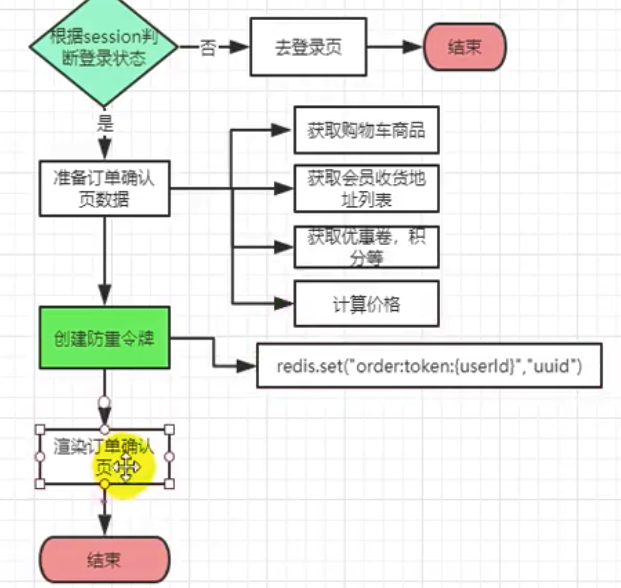 根据session判
断登录状态
否
去登录页
结束
是
获取购物车商品
准备订单确认
页数据
获取会员收货地
址列表
获取优惠卷，积
分等
计算价格
创建防重令牌
redis.set("order:token:{userId}","uuid")
渲染订单确认
页
结束